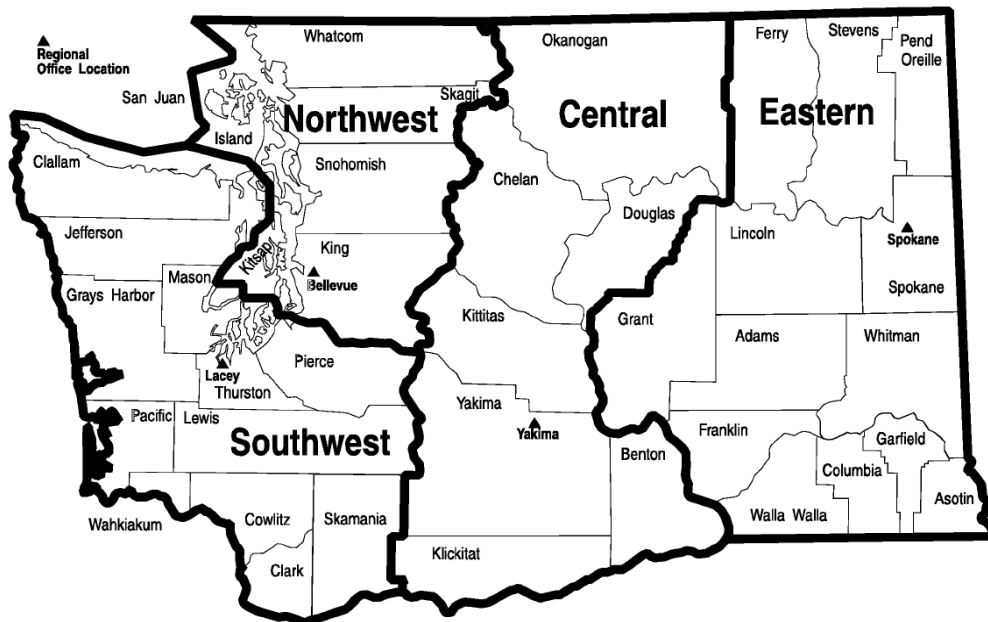 Whatcom
Okanogan
Ferry
Stevens
Pend
Oreille
Regional
Office Location
San Juan
Skagit
Northwest
Central
Eastern
Island
Clallam
Snohomish
Chelan
Douglas
Jefferson
Lincoln
Spokane
King
Kitsap
Mason
Bellevue
Grays Harbor
Spokane
Kittitas
Grant
Adams
Whitman
Pierce
Lacey
Thurston
Yakima
Pacific
Lewis
Yakima
Franklin
Southwest
Garfield
Benton
Columbia
Asotin
Wahkiakum
Cowlitz
Skamania
Walla Walla
Klickitat
Clark